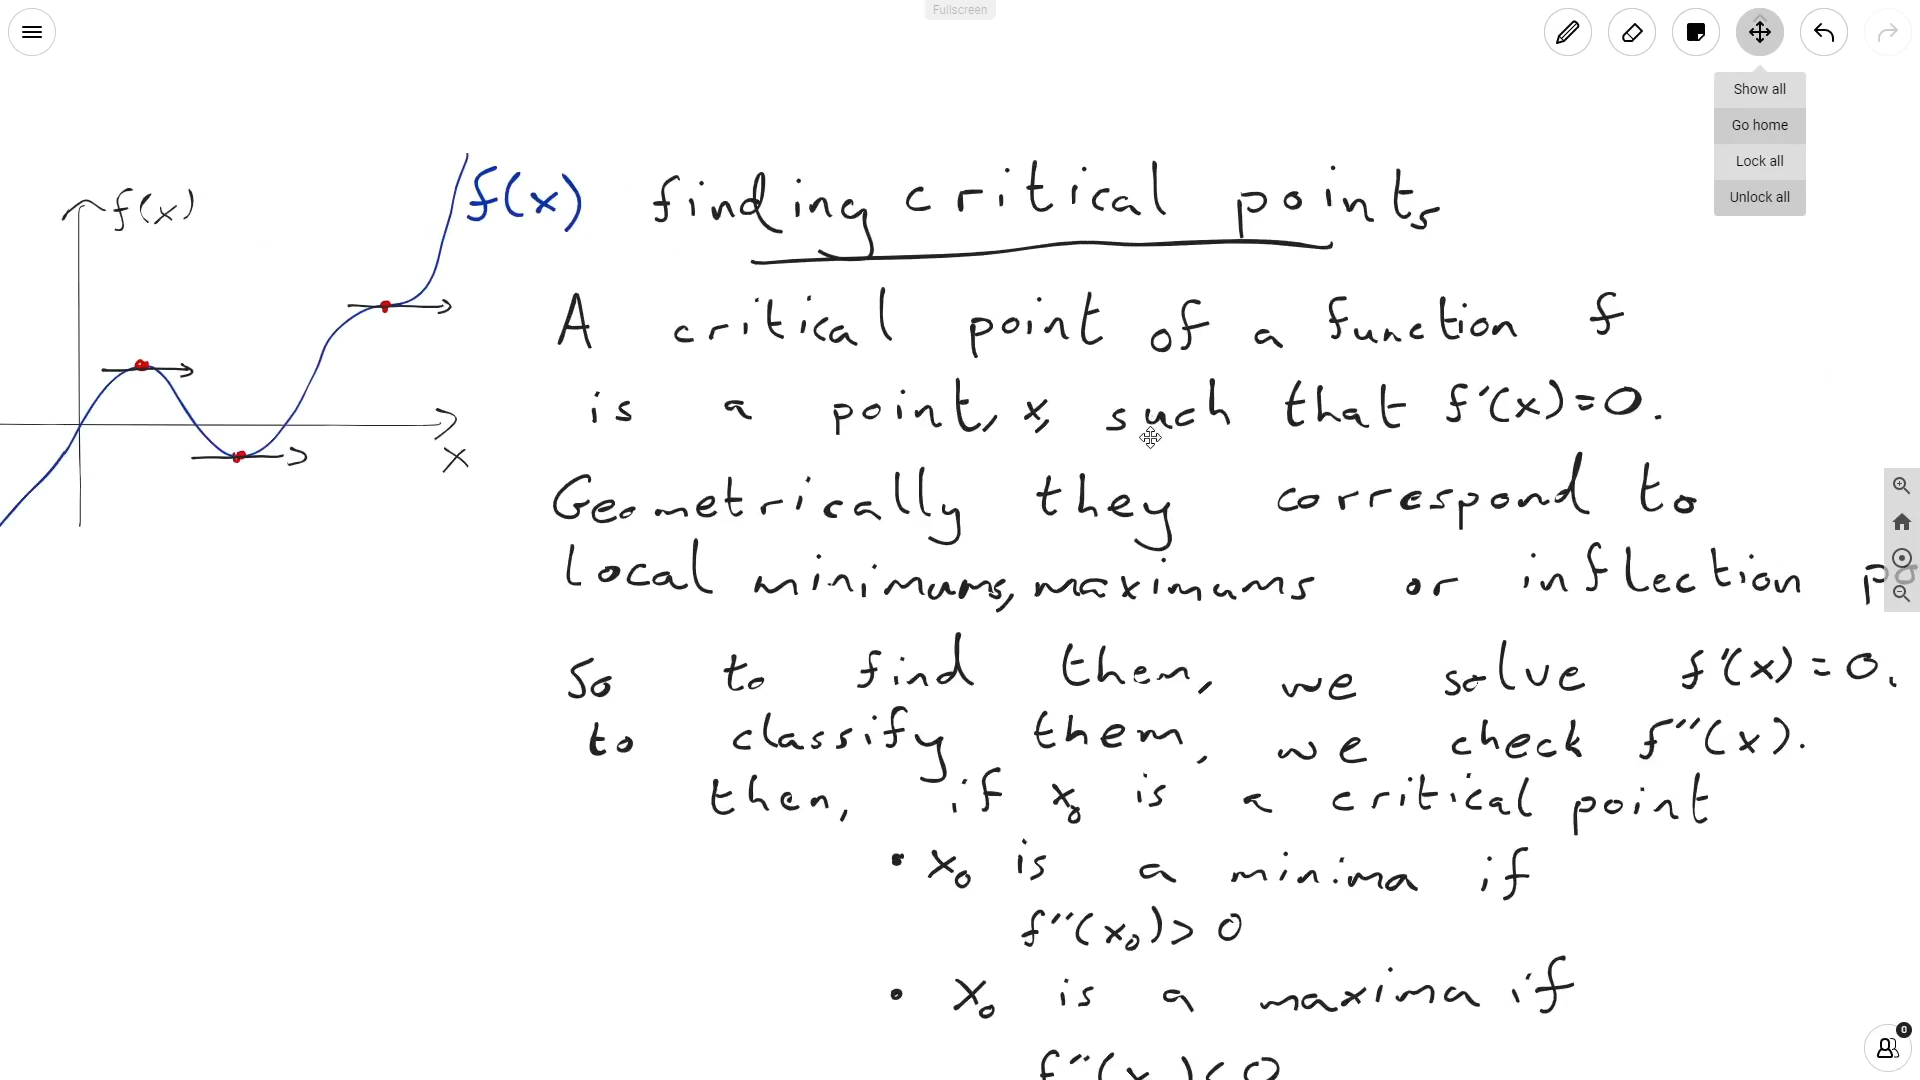 Fullscreen
Show all
Go home
Lock all
Unlock all
f(x)
f(x)
x
finding critical points
A critical point of a function f
is a point, x, such that f'(x)=0.
Geometrically they correspond to
local minimums, maximums or inflection
So to find them, we solve f'(x)=0.
to classify them, we check f''(x).
then, if x₀ is a critical point
• x₀ is a minima if
f''(x₀)>0
• x₀ is a maxima if
f''(x₀)<0
0